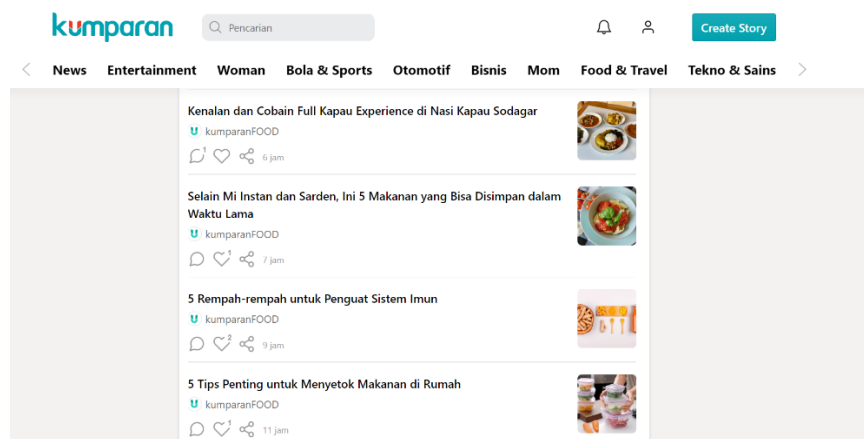 kumparan
Pencarian
Create Story
News Entertainment Woman Bola & Sports Otomotif Bisnis Mom Food & Travel Tekno & Sains
Kenalan dan Cobain Full Kapau Experience di Nasi Kapau Sodagar
kumparanFOOD
1 6 jam
Selain Mi Instan dan Sarden, Ini 5 Makanan yang Bisa Disimpan dalam
Waktu Lama
kumparanFOOD
1 7 jam
5 Rempah-rempah untuk Penguat Sistem Imun
kumparanFOOD
2 9 jam
5 Tips Penting untuk Menyetok Makanan di Rumah
kumparanFOOD
1 11 jam